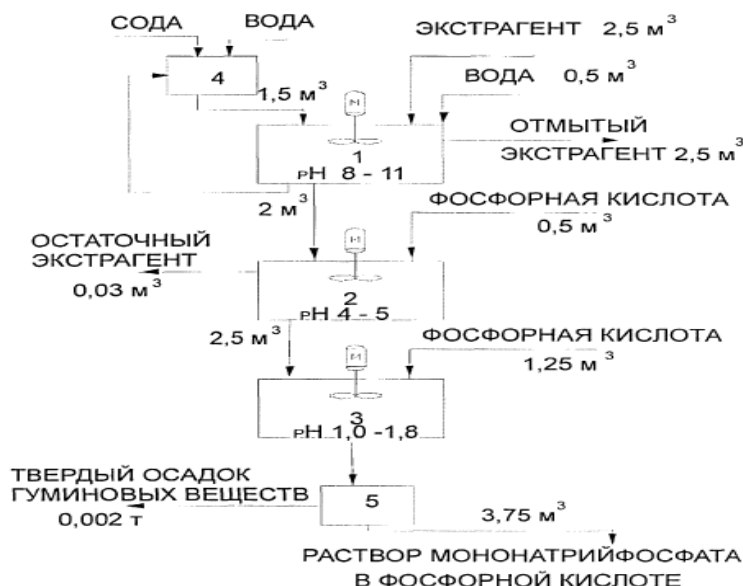 СОДА
ВОДА
ЭКСТРАГЕНТ 2,5 м³
4
ВОДА 0,5 м³
1,5 м³
М
ОТМЫТЫЙ
1
ЭКСТРАГЕНТ 2,5 м³
рН 8 - 11
2 м³
ФОСФОРНАЯ КИСЛОТА
0,5 м³
ОСТАТОЧНЫЙ
ЭКСТРАГЕНТ
0,03 м³
М
2
рН 4 - 5
2,5 м³
ФОСФОРНАЯ КИСЛОТА
1,25 м³
М
3
рН 1,0 -1,8
ТВЕРДЫЙ ОСАДОК
ГУМИНОВЫХ ВЕЩЕСТВ
0,002 т
5
3,75 м³
РАСТВОР МОНОНАТРИЙФОСФАТА
В ФОСФОРНОЙ КИСЛОТЕ